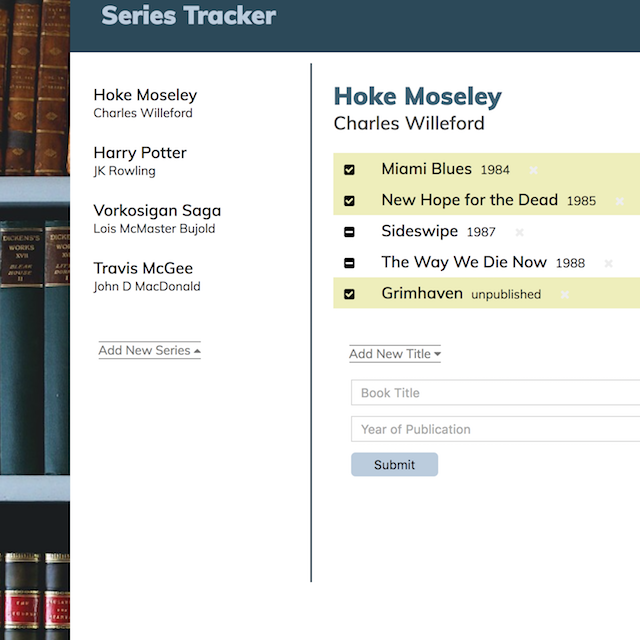 Series Tracker
Hoke Moseley
Charles Willeford
Harry Potter
JK Rowling
Vorkosigan Saga
Lois McMaster Bujold
Travis McGee
John D MacDonald
Add New Series
Hoke Moseley
Charles Willeford
Miami Blues 1984
New Hope for the Dead 1985
Sideswipe 1987
The Way We Die Now 1988
Grimhaven unpublished
Add New Title
Book Title
Year of Publication
Submit
DICKENS'S
WORKS
XVII
BLEAK
HOUSE
II